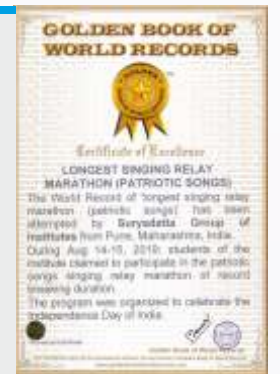 GOLDEN BOOK OF
WORLD RECORDS
Certificate of Excellence
LONGEST SINGING RELAY
MARATHON (PATRIOTIC SONGS)
The World Record of 'longest singing relay
marathon (patriotic songs)' has been
attempted by Suryadatta Group of
Institutes from Pune, Maharashtra, India.
During Aug 14-15, 2010, students of the
institute claimed to participate in the patriotic
songs singing relay marathon of record
breaking duration.
The program was organized to celebrate the
Independence Day of India.